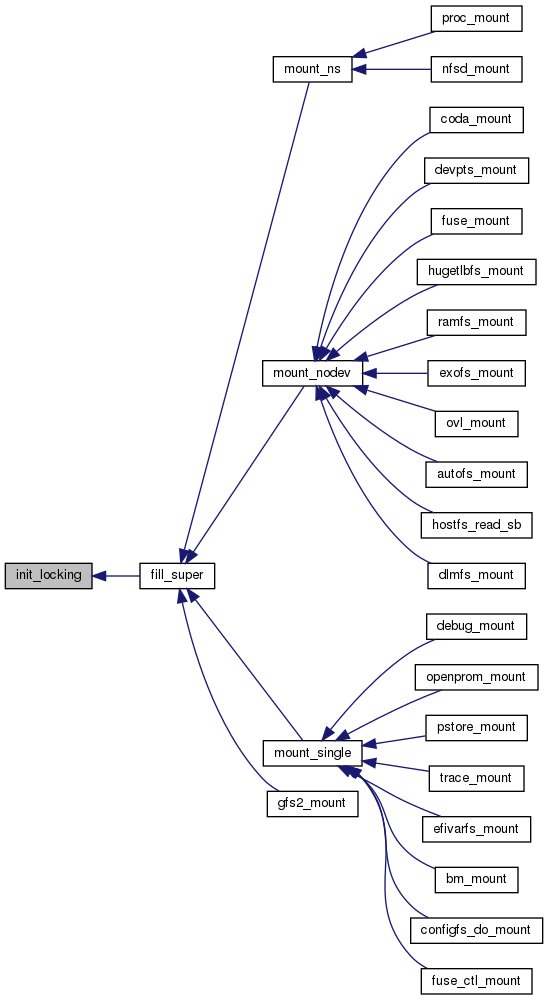 proc_mount
mount_ns
nfsd_mount
coda_mount
devpts_mount
fuse_mount
hugetlbfs_mount
ramfs_mount
mount_nodev
exofs_mount
ovl_mount
autofs_mount
hostfs_read_sb
init_locking
fill_super
dlmfs_mount
debug_mount
openprom_mount
pstore_mount
mount_single
trace_mount
gfs2_mount
efivarfs_mount
bm_mount
configfs_do_mount
fuse_ctl_mount